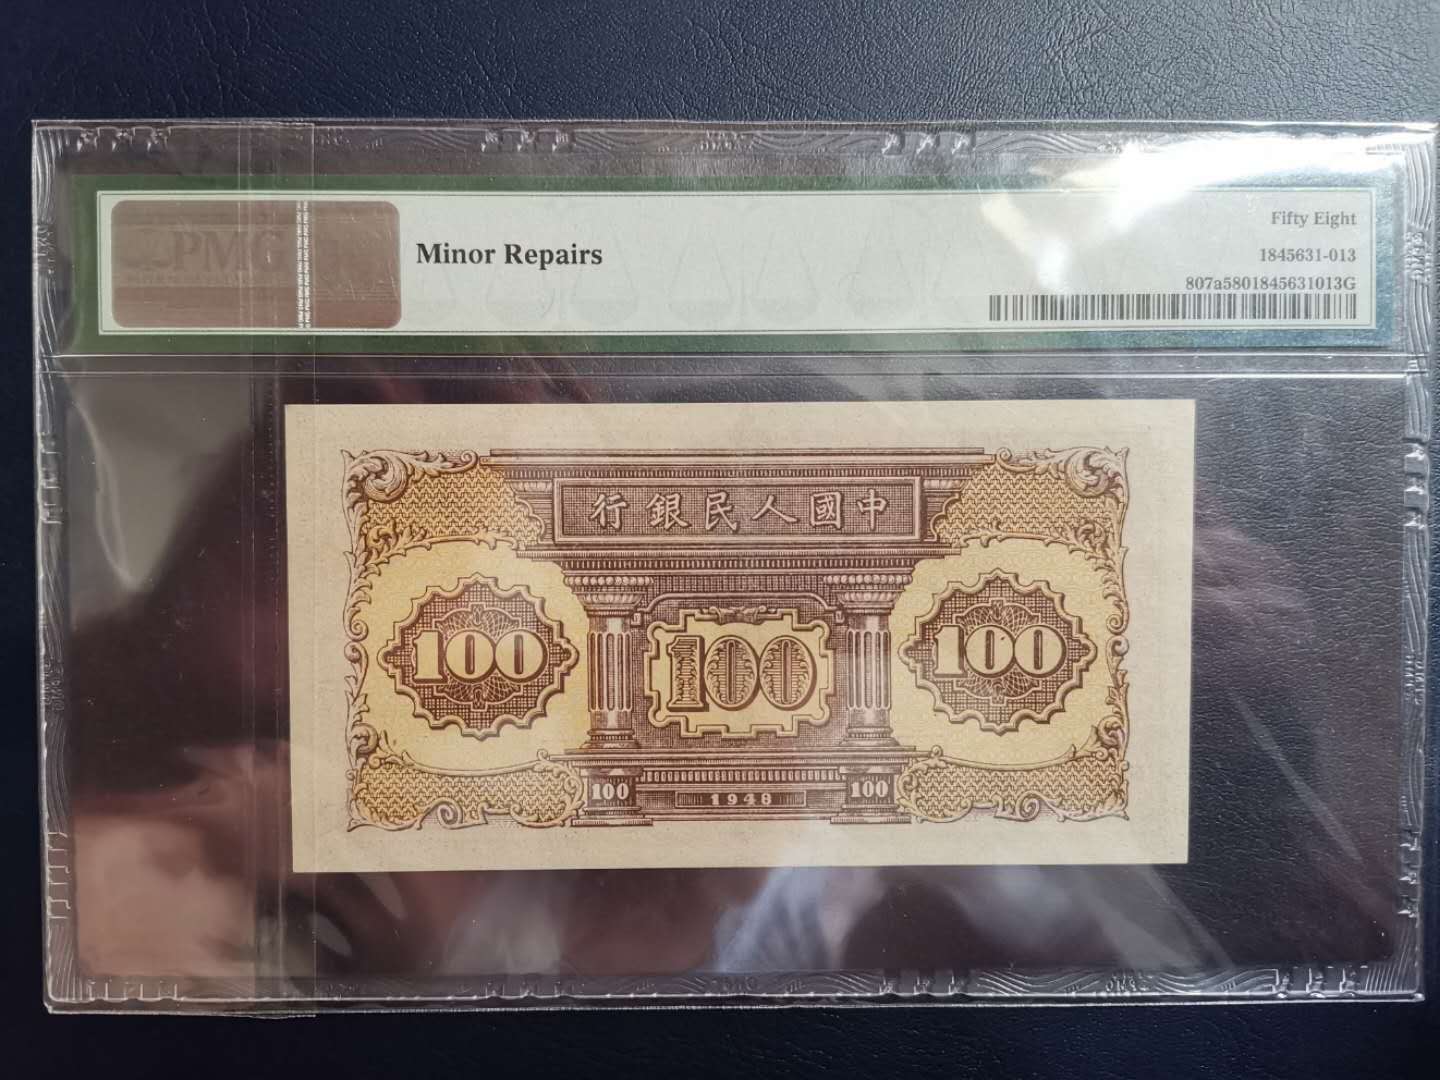 PMG
Minor Repairs
Fifty Eight
1845631-013
807a5801845631013G
行銀民人國中
100
100
100
100
1948
100